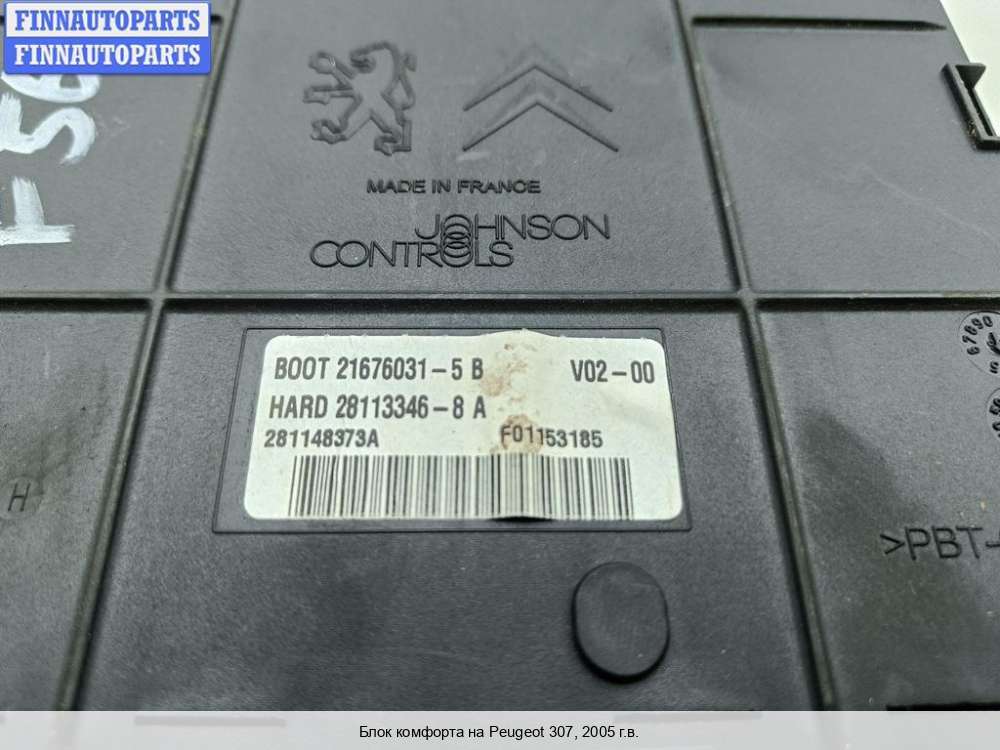 FINNAUTOPARTS
FINNAUTOPARTS
MADE IN FRANCE
JOHNSON
CONTROLS
BOOT 21676031-5 B V02-00
HARD 28113346-8 A
281148373A F01153185
H
>PBT-
Блок комфорта на Peugeot 307, 2005 г.в.